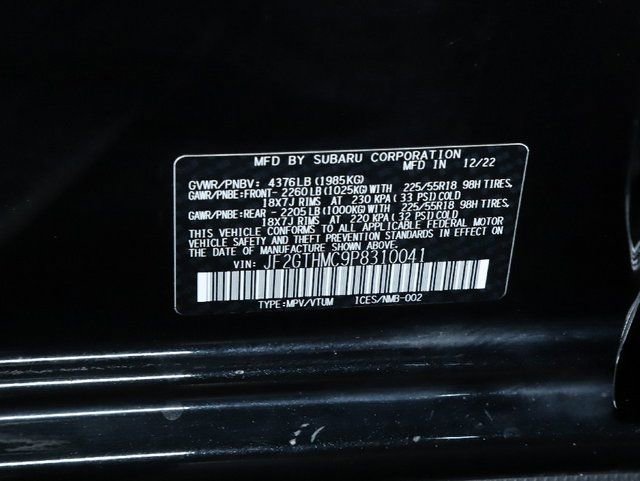 MFD BY SUBARU CORPORATION
MFD IN 12/22
GVWR/PNBV: 4376LB(1985KG)
GAWR/PNBE:FRONT- 2260LB(1025KG)WITH 225/55R18 98H TIRES,
18X7J RIMS AT 230 KPA(33 PSI)COLD
GAWR/PNBE:REAR - 2205LB(1000KG)WITH 225/55R18 98H TIRES,
18X7J RIMS AT 220 KPA(32 PSI)COLD
THIS VEHICLE CONFORMS TO ALL APPLICABLE FEDERAL MOTOR
VEHICLE SAFETY AND THEFT PREVENTION STANDARDS IN EFFECT ON
THE DATE OF MANUFACTURE SHOWN ABOVE.
VIN: JF2GTHMC9P8310041
TYPE:MPV/VTUM ICES/NMB-002